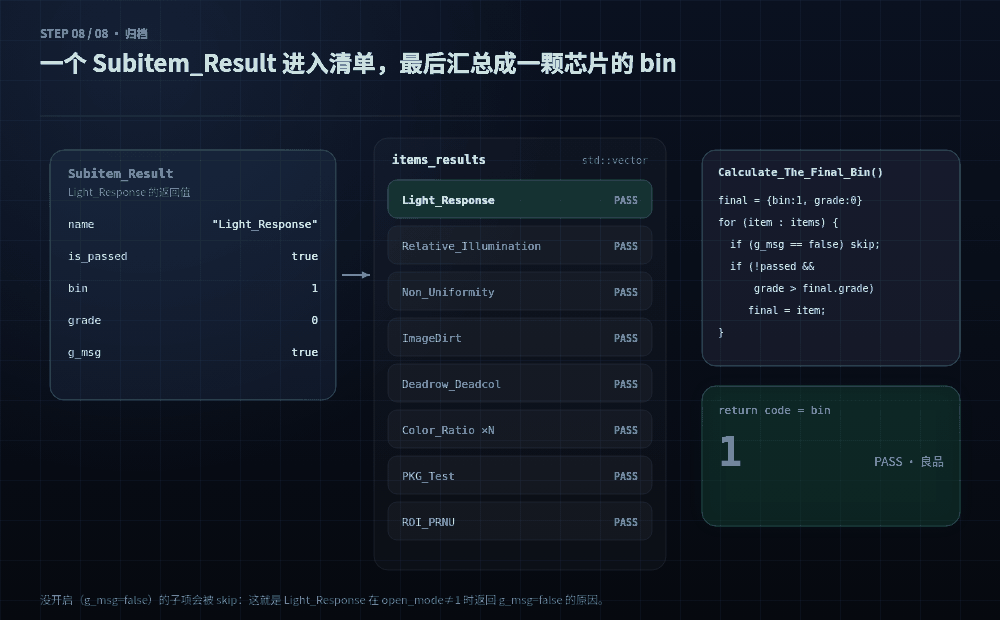 STEP 08 / 08 · 归档
一个 Subitem_Result 进入清单，最后汇总成一颗芯片的 bin
Subitem_Result
Light_Response 的返回值
name "Light_Response"
is_passed true
bin 1
grade 0
g_msg true
items_results std::vector
Light_Response PASS
Relative_Illumination PASS
Non_Uniformity PASS
ImageDirt PASS
Deadrow_Deadcol PASS
Color_Ratio ×N PASS
PKG_Test PASS
ROI_PRNU PASS
Calculate_The_Final_Bin()
final = {bin:1, grade:0}
for (item : items) {
if (g_msg == false) skip;
if (!passed &&
grade > final.grade)
final = item;
}
return code = bin
1
PASS · 良品
没开启（g_msg=false）的子项会被 skip：这就是 Light_Response 在 open_mode≠1 时返回 g_msg=false 的原因。